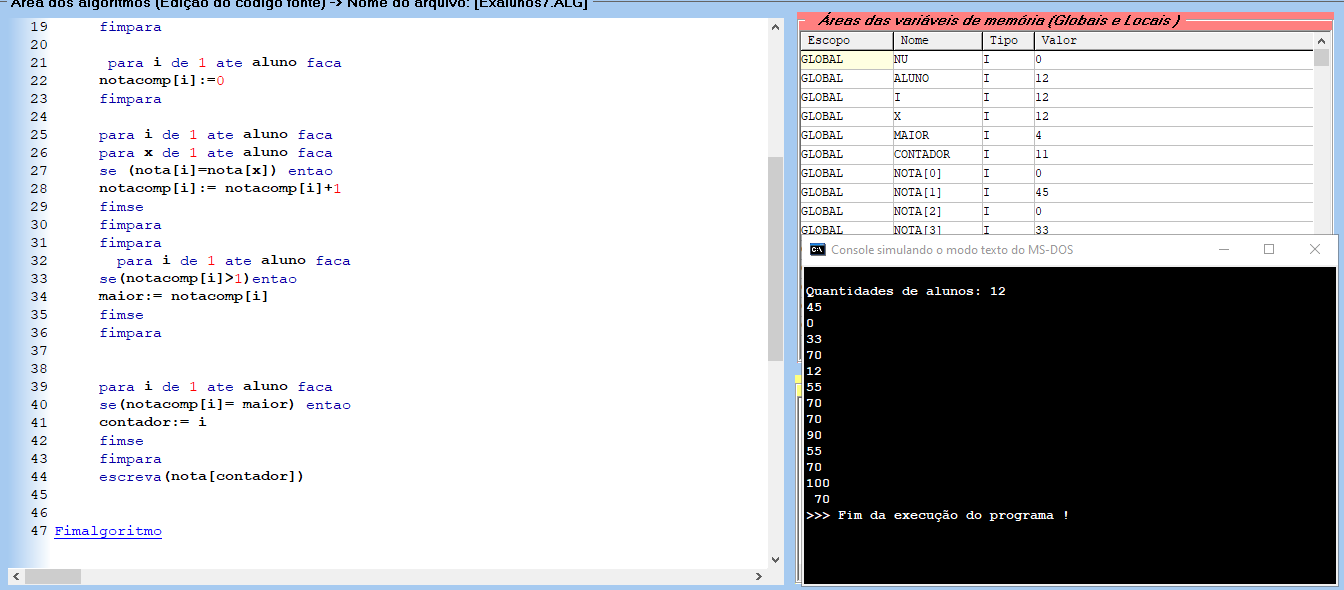 Área dos algoritmos (Edição do código fonte) -> Nome do arquivo: [Exalunos7.ALG]
19 fimpara
20
21 para i de 1 ate aluno faca
22 notacomp[i]:=0
23 fimpara
24
25 para i de 1 ate aluno faca
26 para x de 1 ate aluno faca
27 se (nota[i]=nota[x]) entao
28 notacomp[i]:= notacomp[i]+1
29 fimse
30 fimpara
31 fimpara
32 para i de 1 ate aluno faca
33 se(notacomp[i]>1)entao
34 maior:= notacomp[i]
35 fimse
36 fimpara
37
38
39 para i de 1 ate aluno faca
40 se(notacomp[i]= maior) entao
41 contador:= i
42 fimse
43 fimpara
44 escreva(nota[contador])
45
46
47 Fimalgoritmo
Áreas das variáveis de memória (Globais e Locais )
Escopo Nome Tipo Valor
GLOBAL NU I 0
GLOBAL ALUNO I 12
GLOBAL I I 12
GLOBAL X I 12
GLOBAL MAIOR I 4
GLOBAL CONTADOR I 11
GLOBAL NOTA[0] I 0
GLOBAL NOTA[1] I 45
GLOBAL NOTA[2] I 0
GLOBAL NOTA[3] I 33
C:\ Console simulando o modo texto do MS-DOS
Quantidades de alunos: 12
45
0
33
70
12
55
70
70
90
55
70
100
70
>>> Fim da execução do programa !